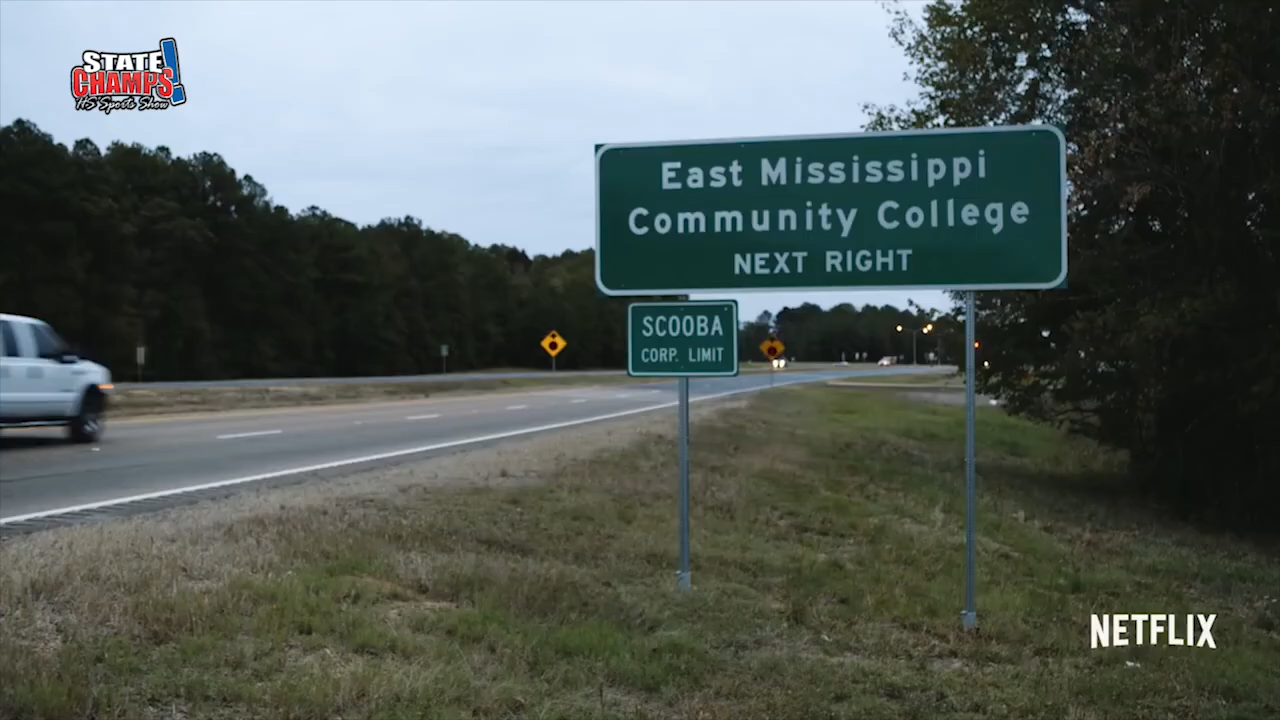 STATE
CHAMPS!
HS Sports Show
East Mississippi
Community College
NEXT RIGHT
SCOOBA
CORP. LIMIT
NETFLIX